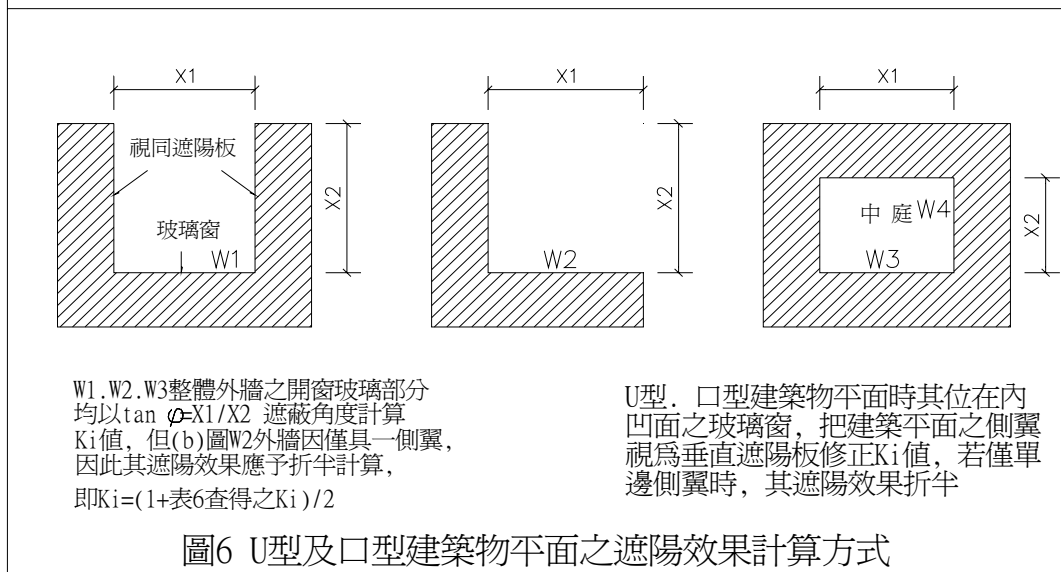 X1
X2
視同遮陽板
玻璃窗
W1
X1
X2
W2
X1
X2
中 庭 W4
W3
W1.W2.W3整體外牆之開窗玻璃部分
均以tan φ=X1/X2 遮蔽角度計算
Ki值，但(b)圖W2外牆因僅具一側翼，
因此其遮陽效果應予折半計算，
即Ki=(1+表6查得之Ki)/2
U型．口型建築物平面時其位在內
凹面之玻璃窗，把建築平面之側翼
視為垂直遮陽板修正Ki值，若僅單
邊側翼時，其遮陽效果折半
圖6 U型及口型建築物平面之遮陽效果計算方式